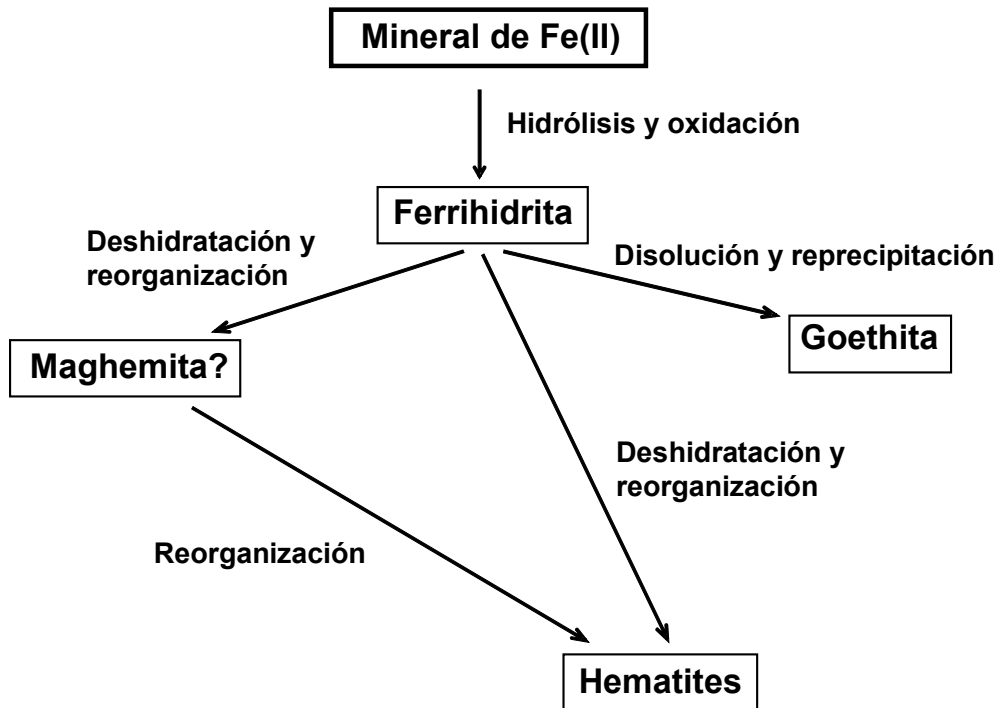 Mineral de Fe(II)
Hidrólisis y oxidación
Ferrihidrita
Deshidratación y
reorganización
Disolución y reprecipitación
Goethita
Maghemita?
Deshidratación y
reorganización
Reorganización
Hematites